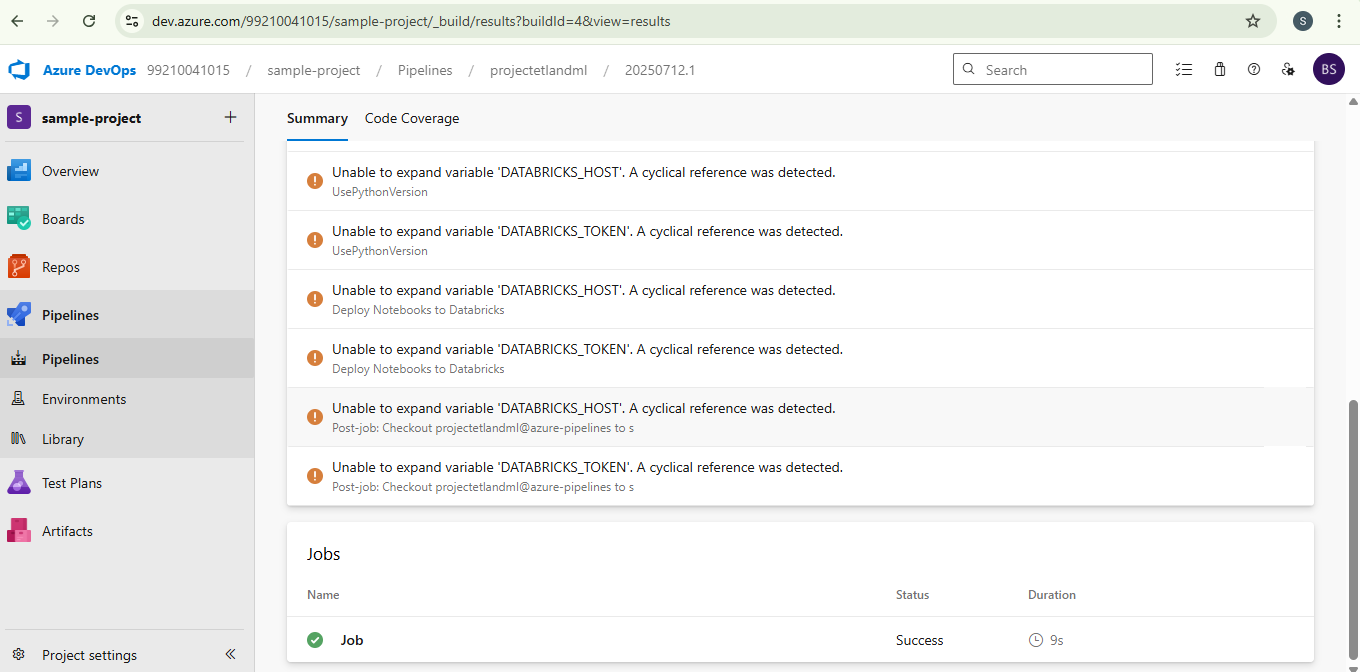 dev.azure.com/99210041015/sample-project/_build/results?buildId=4&view=results
S
Azure DevOps 99210041015 / sample-project / Pipelines / projectetlandml / 20250712.1
Search
BS
S sample-project
Overview
Boards
Repos
Pipelines
Pipelines
Environments
Library
Test Plans
Artifacts
Project settings
Summary Code Coverage
Unable to expand variable 'DATABRICKS_HOST'. A cyclical reference was detected.
UsePythonVersion
Unable to expand variable 'DATABRICKS_TOKEN'. A cyclical reference was detected.
UsePythonVersion
Unable to expand variable 'DATABRICKS_HOST'. A cyclical reference was detected.
Deploy Notebooks to Databricks
Unable to expand variable 'DATABRICKS_TOKEN'. A cyclical reference was detected.
Deploy Notebooks to Databricks
Unable to expand variable 'DATABRICKS_HOST'. A cyclical reference was detected.
Post-job: Checkout projectetlandml@azure-pipelines to s
Unable to expand variable 'DATABRICKS_TOKEN'. A cyclical reference was detected.
Post-job: Checkout projectetlandml@azure-pipelines to s
Jobs
Name Status Duration
Job Success 9s